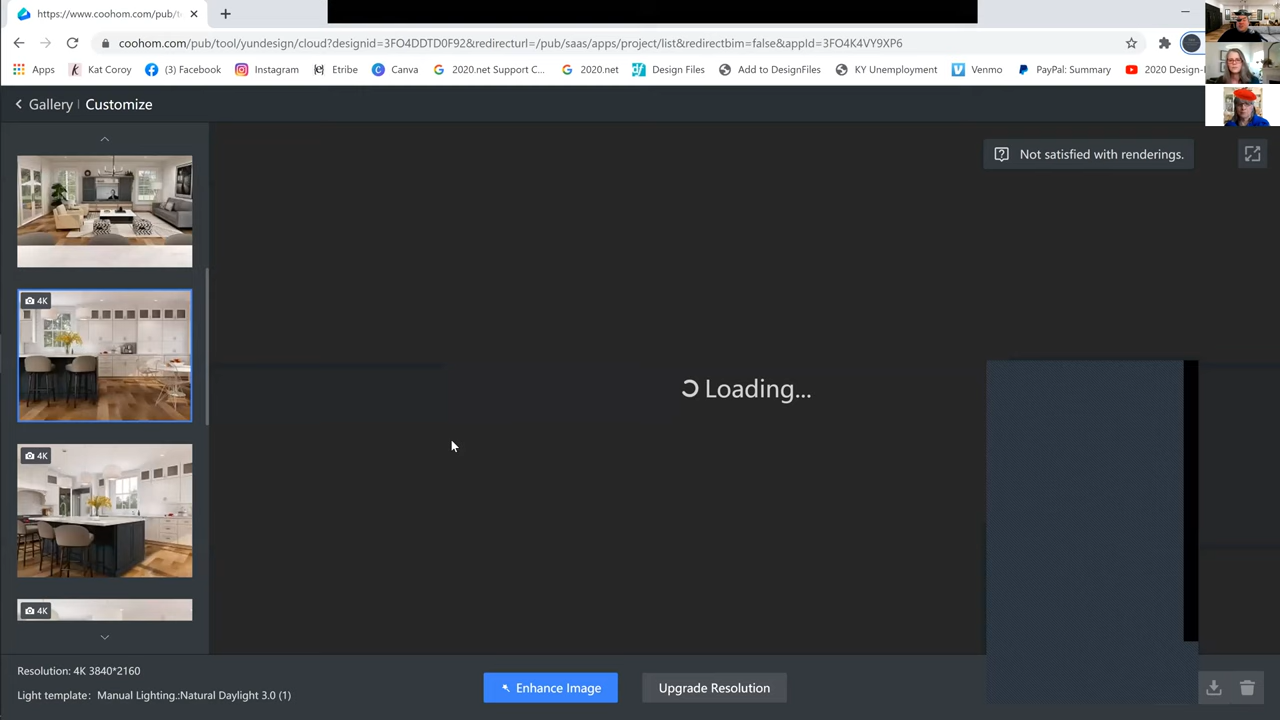 https://www.coohom.com/pub/t
coohom.com/pub/tool/yundesign/cloud?designid=3FO4DDTD0F92&redirecturl=/pub/saas/apps/project/list&redirectbim=false&appId=3FO4K4VY9XP6
Apps Kat Coroy (3) Facebook Instagram Etribe Canva 2020.net Support C... 2020.net Design Files Add to DesignFiles KY Unemployment Venmo PayPal: Summary 2020 Design-
Gallery Customize
Not satisfied with renderings.
4K
Loading...
4K
4K
Resolution: 4K 3840*2160
Light template: Manual Lighting.:Natural Daylight 3.0 (1)
Enhance Image Upgrade Resolution